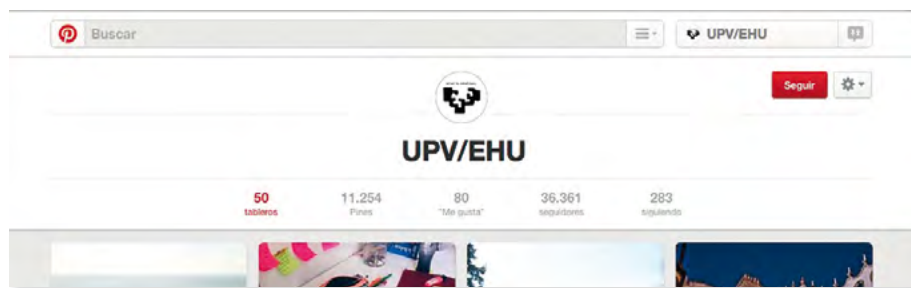 Buscar
UPV/EHU
Seguir
UPV/EHU
50 11.254 80 36.361 283
tableros Pines "Me gusta" seguidores siguiendo